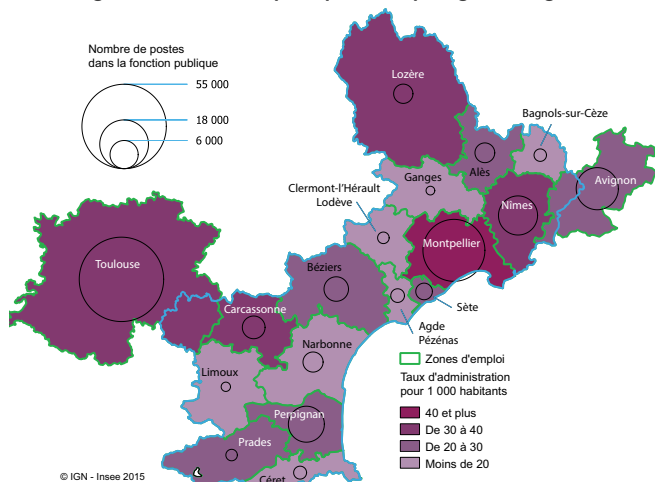 Nombre de postes
dans la fonction publique
55 000
18 000
6 000
Lozère
Bagnols-sur-Cèze
Alès
Ganges
Avignon
Clermont-l'Hérault
Lodève
Nîmes
Montpellier
Toulouse
Béziers
Sète
Carcassonne
Agde
Pézénas
Narbonne
Zones d'emploi
Limoux
Taux d'administration
pour 1 000 habitants
40 et plus
De 30 à 40
De 20 à 30
Moins de 20
Perpignan
Prades
Céret
© IGN - Insee 2015